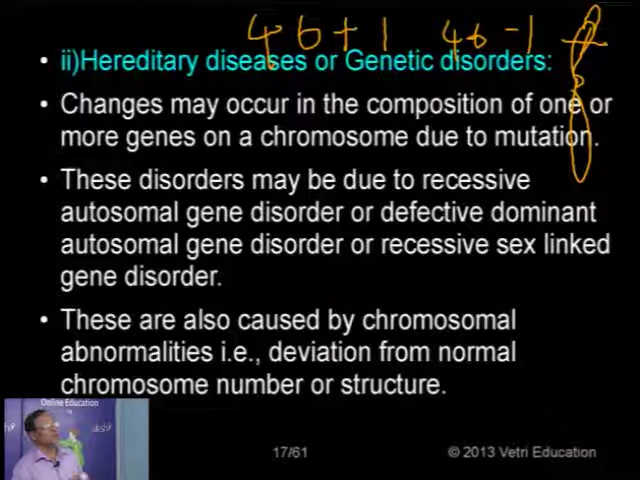 46+1 46-1
• ii)Hereditary diseases or Genetic disorders:
• Changes may occur in the composition of one or
more genes on a chromosome due to mutation.
• These disorders may be due to recessive
autosomal gene disorder or defective dominant
autosomal gene disorder or recessive sex linked
gene disorder.
• These are also caused by chromosomal
abnormalities i.e., deviation from normal
chromosome number or structure.
Online Education
17/61
© 2013 Vetri Education